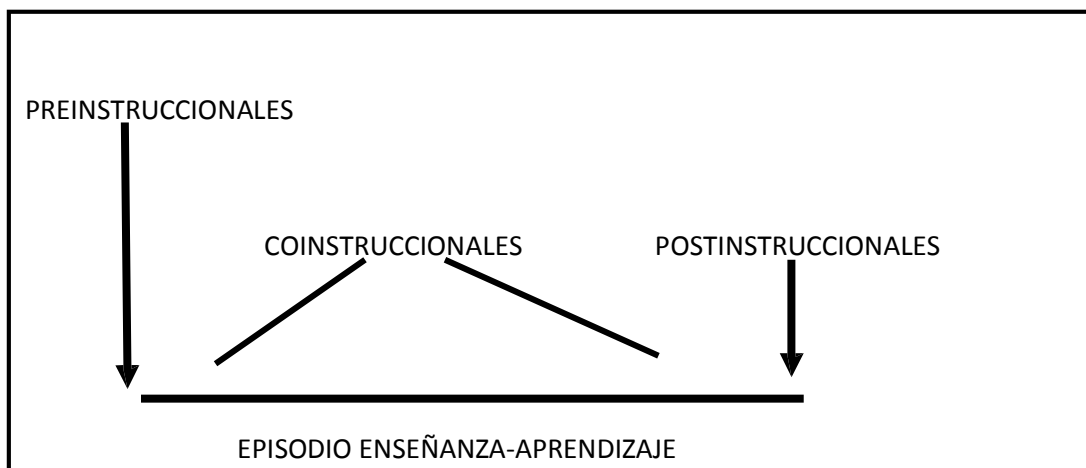 PREINSTRUCCIONALES
COINSTRUCCIONALES POSTINSTRUCCIONALES
EPISODIO ENSEÑANZA-APRENDIZAJE